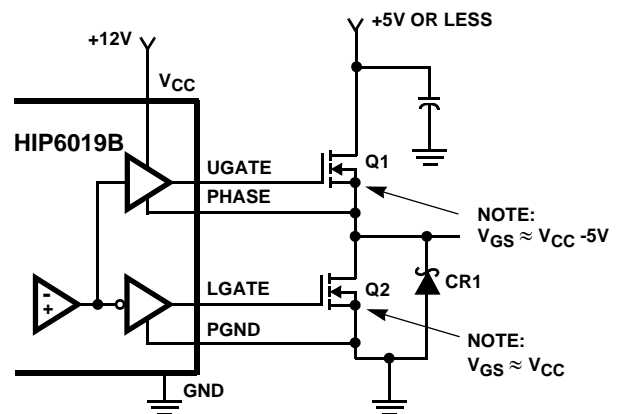 +5V OR LESS
+12V
VCC
HIP6019B
UGATE
Q1
PHASE
NOTE:
VGS ≈ VCC -5V
- +
LGATE
Q2
CR1
PGND
NOTE:
VGS ≈ VCC
GND